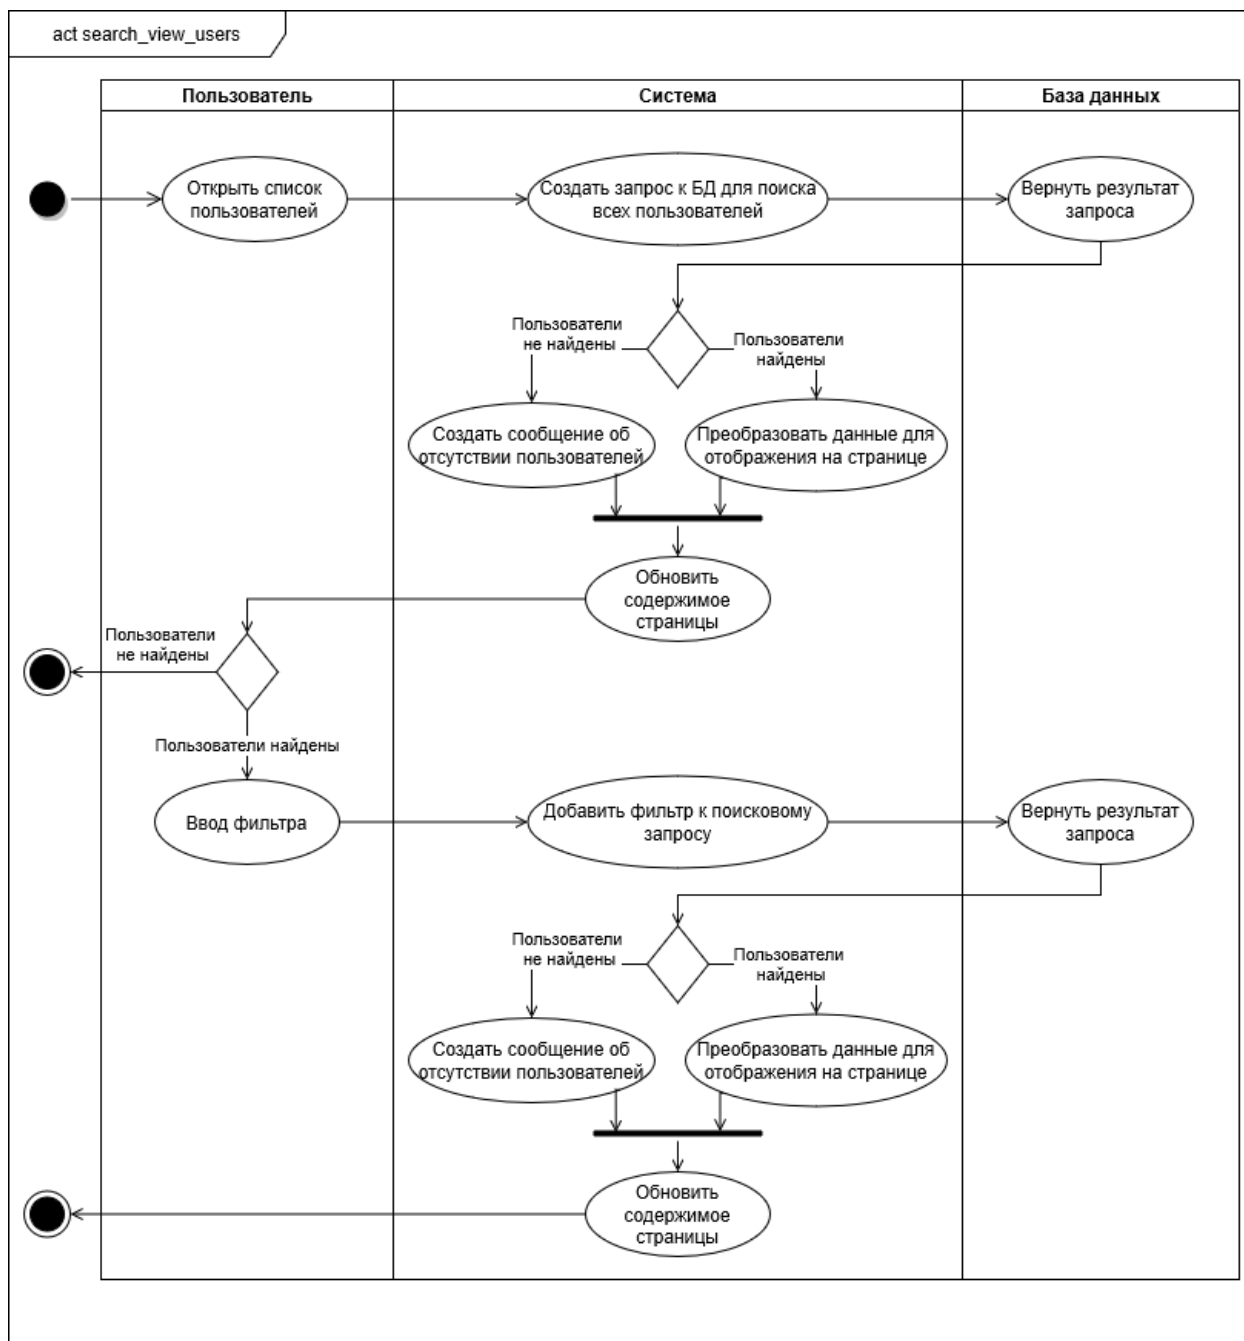 act search_view_users
Пользователь
Система
База данных
Открыть список
пользователей
Создать запрос к БД для поиска
всех пользователей
Вернуть результат
запроса
Пользователи
не найдены
Пользователи
найдены
Создать сообщение об
отсутствии пользователей
Преобразовать данные для
отображения на странице
Обновить
содержимое
страницы
Пользователи
не найдены
Пользователи найдены
Ввод фильтра
Добавить фильтр к поисковому
запросу
Вернуть результат
запроса
Пользователи
не найдены
Пользователи
найдены
Создать сообщение об
отсутствии пользователей
Преобразовать данные для
отображения на странице
Обновить
содержимое
страницы